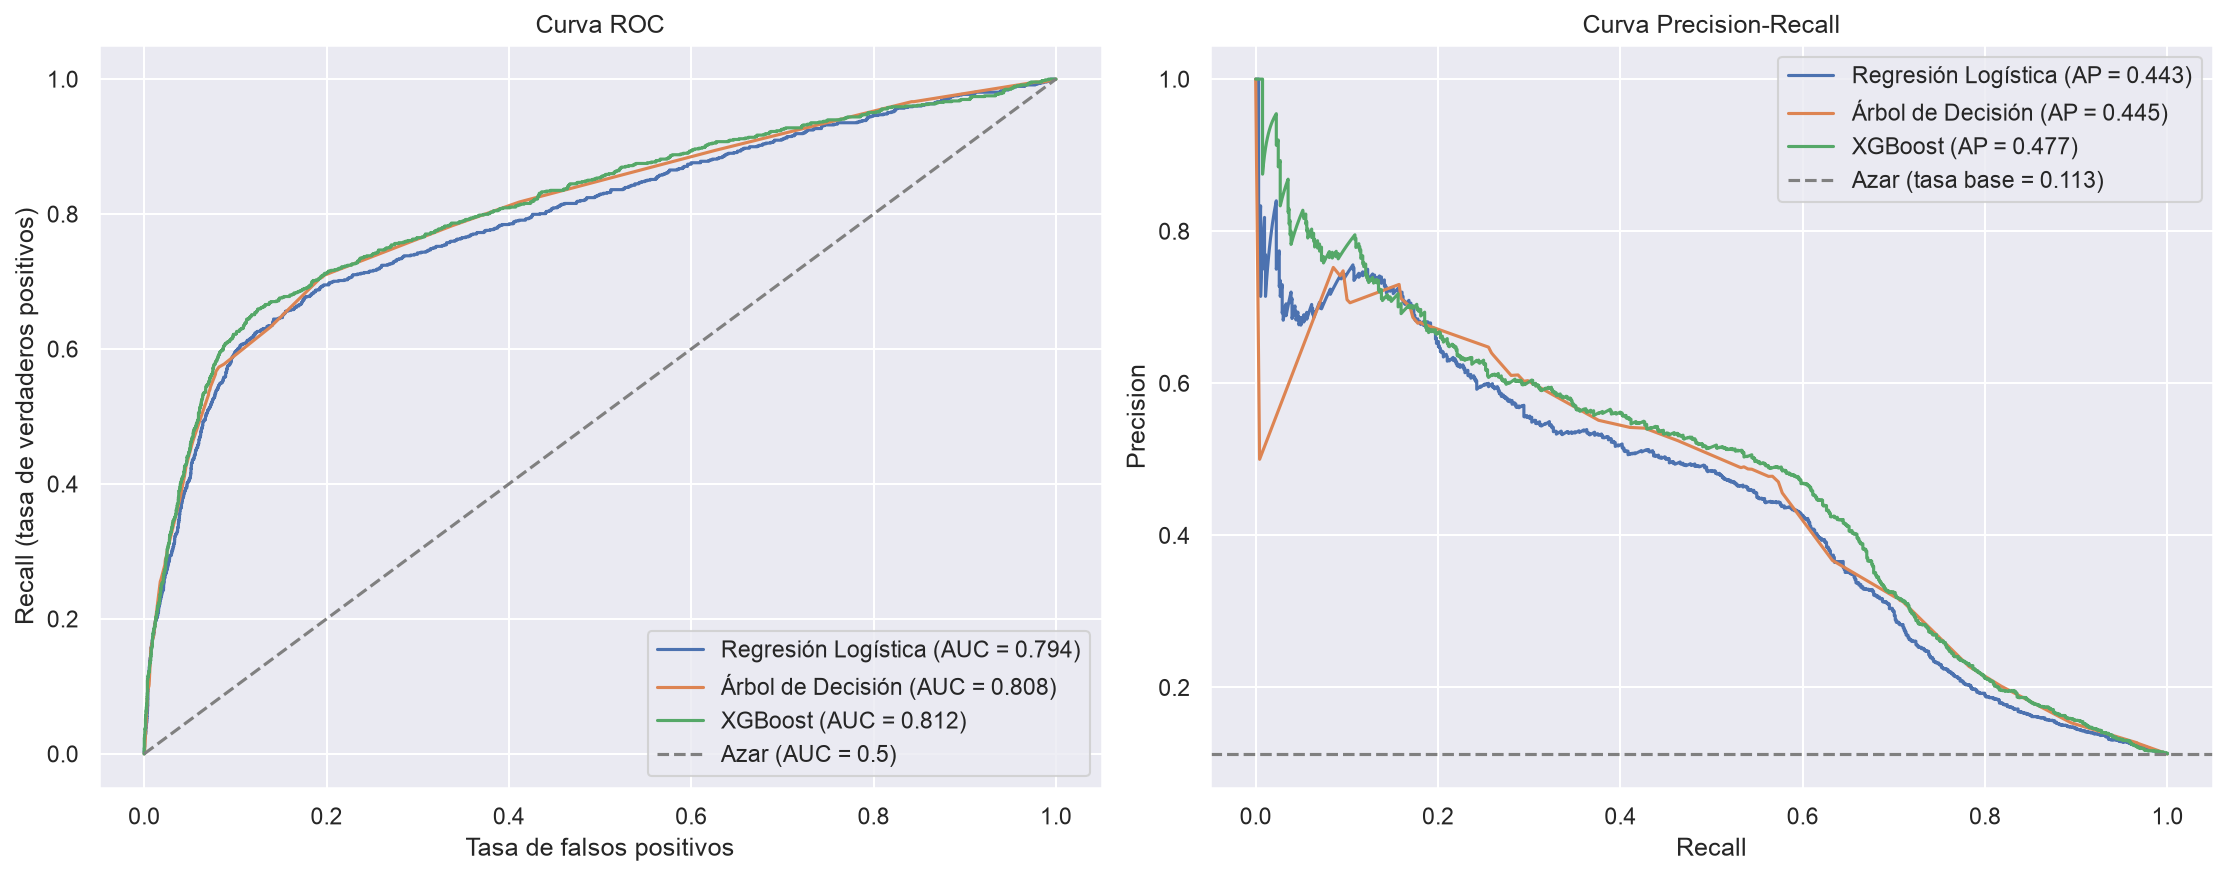 Curva ROC
Recall (tasa de verdaderos positivos)
1.0
0.8
0.6
0.4
0.2
0.0
Regresión Logística (AUC = 0.794)
Árbol de Decisión (AUC = 0.808)
XGBoost (AUC = 0.812)
Azar (AUC = 0.5)
0.0 0.2 0.4 0.6 0.8 1.0
Tasa de falsos positivos
Curva Precision-Recall
Precision
1.0
0.8
0.6
0.4
0.2
Regresión Logística (AP = 0.443)
Árbol de Decisión (AP = 0.445)
XGBoost (AP = 0.477)
Azar (tasa base = 0.113)
0.0 0.2 0.4 0.6 0.8 1.0
Recall